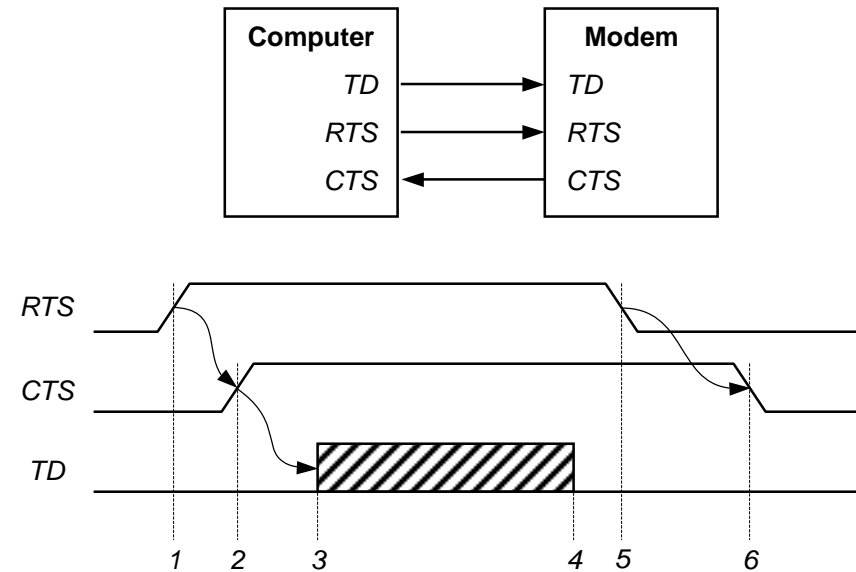 Computer Modem
TD TD
RTS RTS
CTS CTS
RTS
CTS
TD
1 2 3 4 5 6